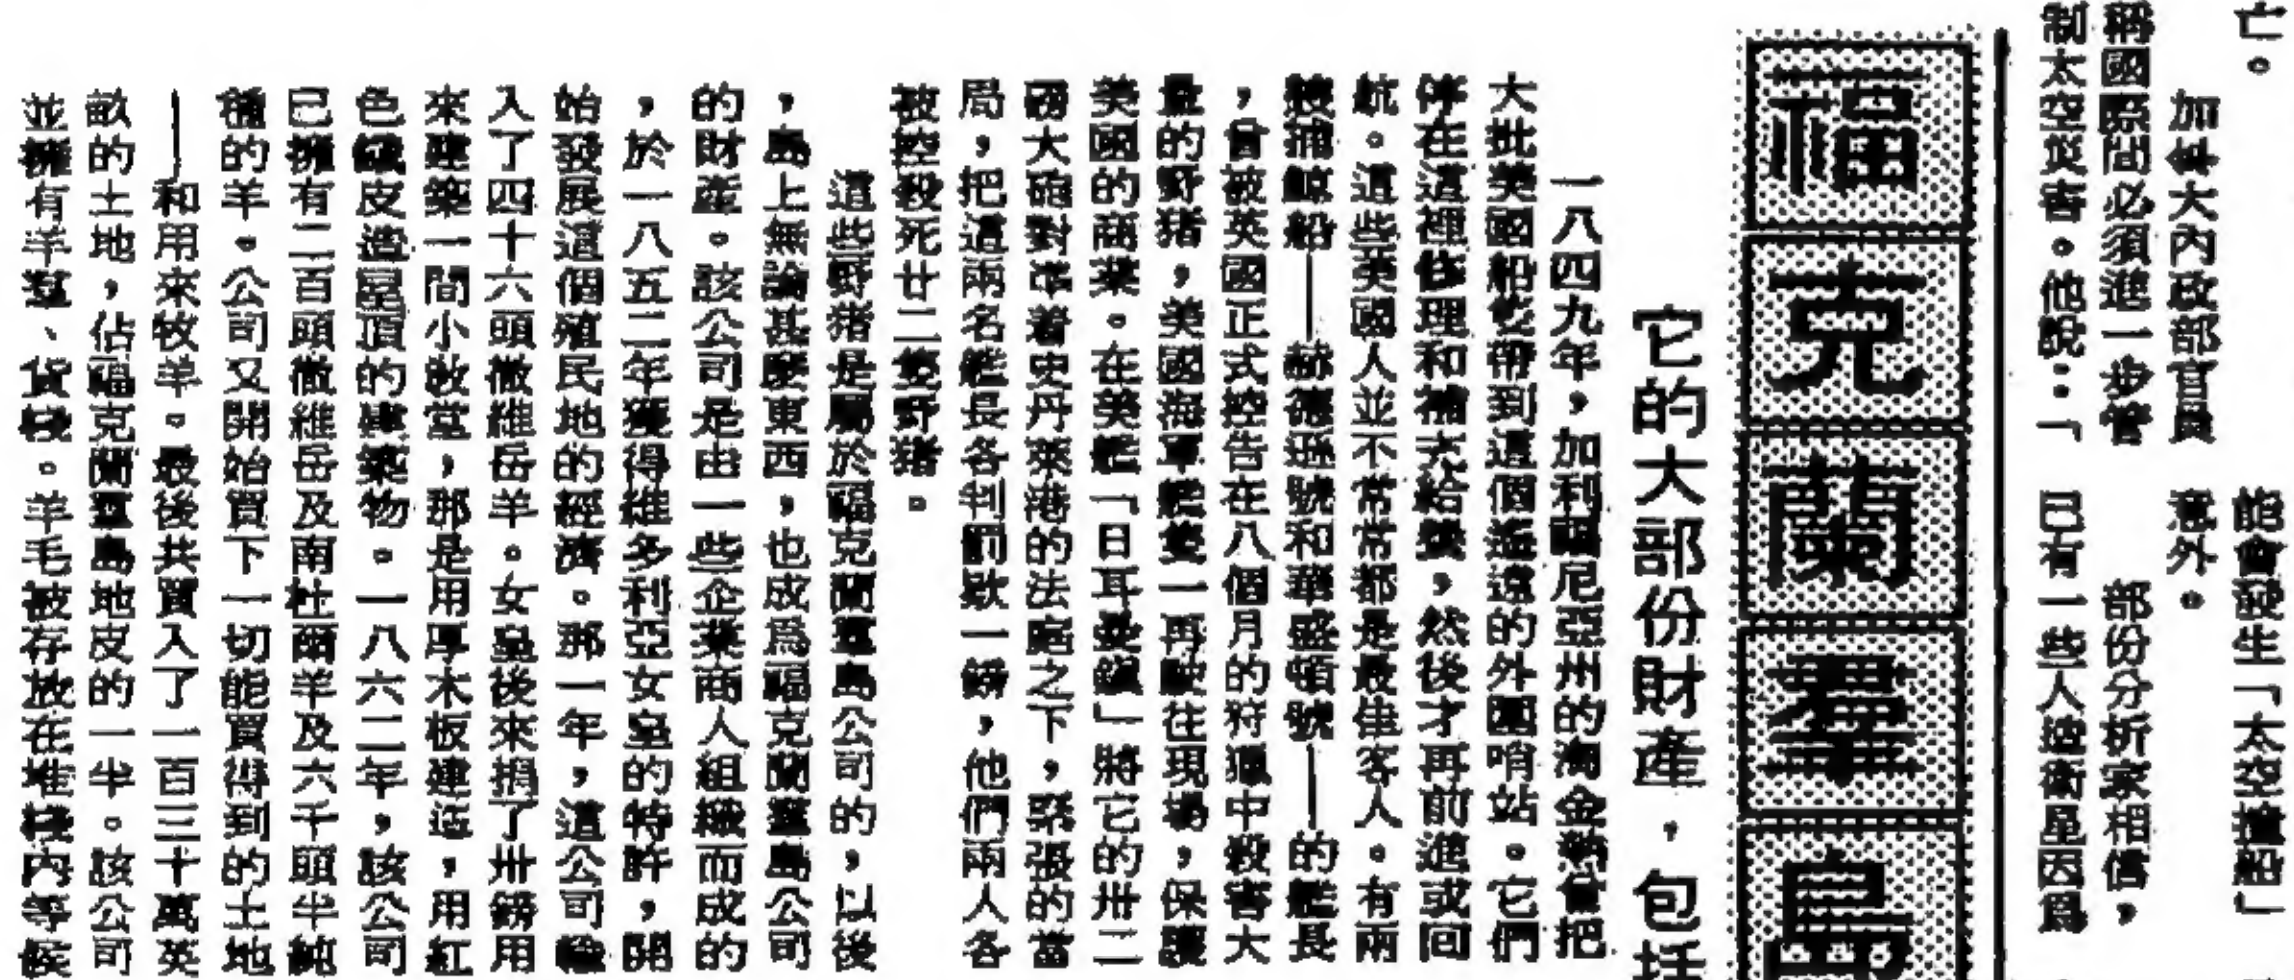 亡。
加拿大內政部官員
稱國際間必須進一步管
制太空災害。他說：「
能會發生「太空撞船」
意外。
部份分析家相信，
已有一些人造衛星因爲
福克蘭羣島
它的大部份財產，包括
一八四九年，加利福尼亞州的淘金熱曾把
大批美國船隻帶到這個遙遠的外圍哨站。它們
停在這裡修理和補充給養，然後才再前進或回
航。這些美國人並不常常都是最佳客人。有兩
艘捕鯨船——赫德遜號和華盛頓號——的艦長
，曾被英國正式控告在八個月的狩獵中殺害大
量的野猪，美國海軍艦隻一再駛往現場，保護
美國的商業。在美艦「日耳曼鎮」將它的卅二
磅大砲對準着史丹萊港的法庭之下，緊張的當
局，把這兩名艦長各判罰欵一鎊，他們兩人各
被控殺死廿二隻野猪。
這些野猪是屬於福克蘭羣島公司的，以後
，島上無論甚麽東西，也成爲福克蘭羣島公司
的財產。該公司是由一些企業商人組織而成的
，於一八五二年獲得維多利亞女皇的特許，開
始發展這個殖民地的經濟。那一年，這公司輸
入了四十六頭徹維岳羊。女皇後來捐了卅鎊用
來建築一間小敎堂，那是用厚木板建造，用紅
色鐵皮造屋頂的建築物。一八六二年，該公司
已擁有二百頭徹維岳及南杜爾羊及六千頭半純
種的羊。公司又開始買下一切能買得到的土地
——和用來牧羊。最後共買入了一百三十萬英
畝的土地，佔福克蘭羣島地皮的一半。該公司
並擁有羊羣、貨棧。羊毛被存放在堆棧內等候